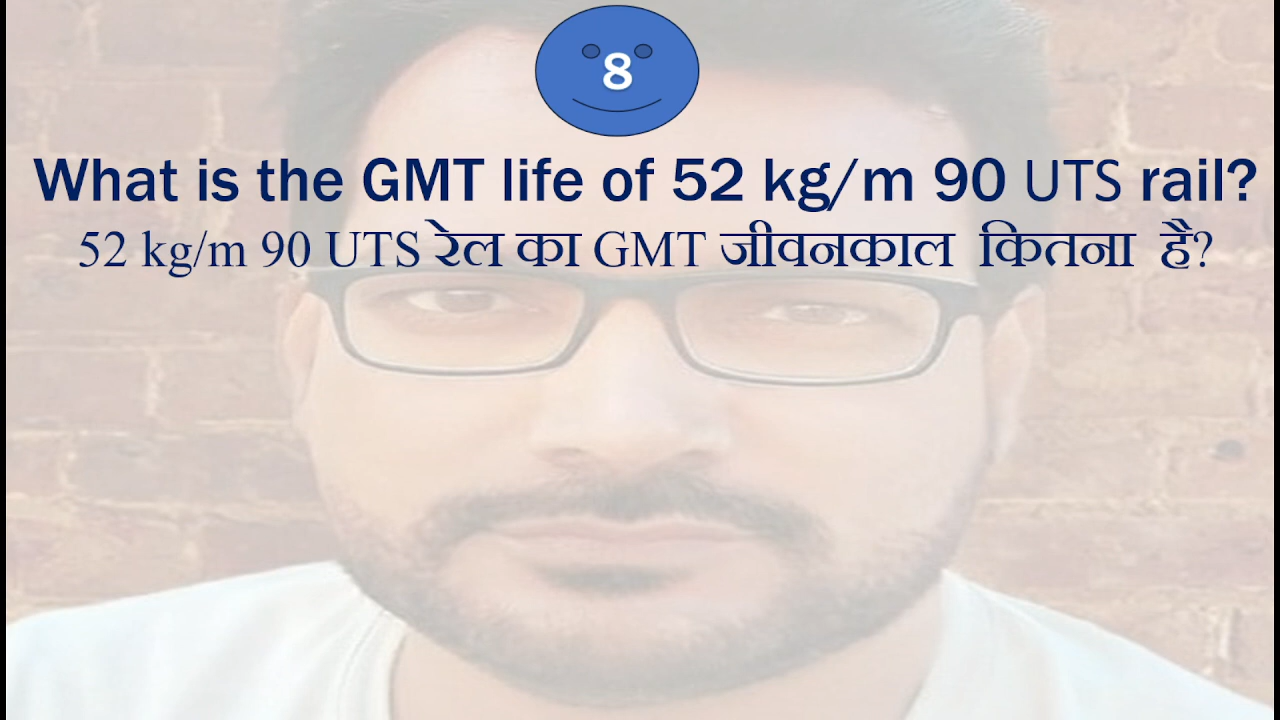 8
What is the GMT life of 52 kg/m 90 UTS rail?
52 kg/m 90 UTS रेल का GMT जीवनकाल कितना है?